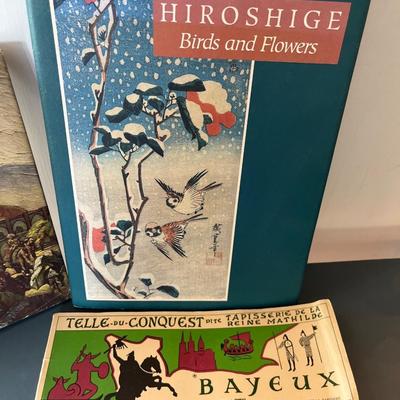 HIROSHIGE
Birds and Flowers
TELLE-DU-CONQUEST DITE TAPISSERIE DE LA
REINE MATHILDE
BAYEUX